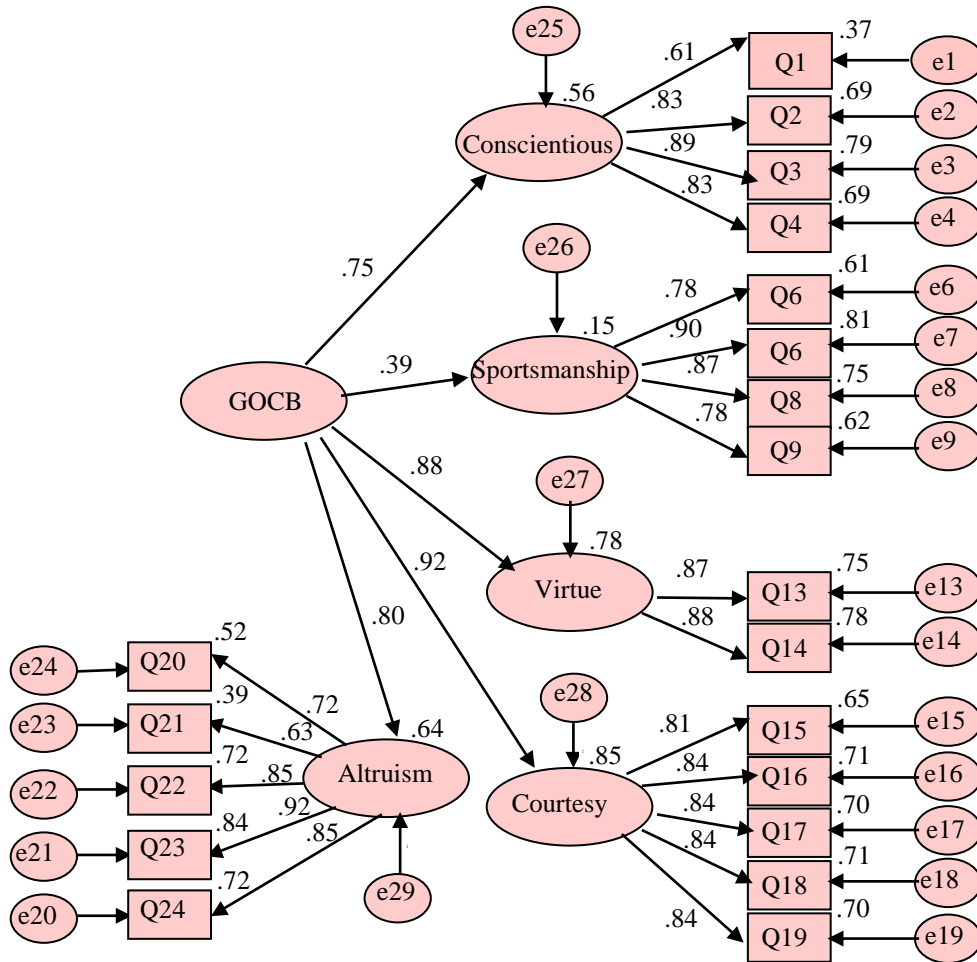 e25
.37
.61
Q1
e1
.56
.83
.69
Q2
e2
Conscientious
.89
.79
Q3
e3
.83
.69
Q4
e4
.75
e26
.61
.78
Q6
e6
.15
.90
.81
Q6
e7
.39
Sportsmanship
.87
.75
Q8
e8
GOCB
.78
.62
Q9
e9
.88
e27
.78
.92
.87
.75
Virtue
Q13
e13
.88
.78
Q14
e14
.80
.52
e24
Q20
.72
.39
e23
Q21
.63
.64
.72
e22
Q22
.85
Altruism
.92
.84
e21
Q23
.85
.72
e20
Q24
e29
e28
.65
.81
Q15
e15
.85
.84
.71
Q16
e16
Courtesy
.84
.70
Q17
e17
.84
.71
Q18
e18
.84
.70
Q19
e19